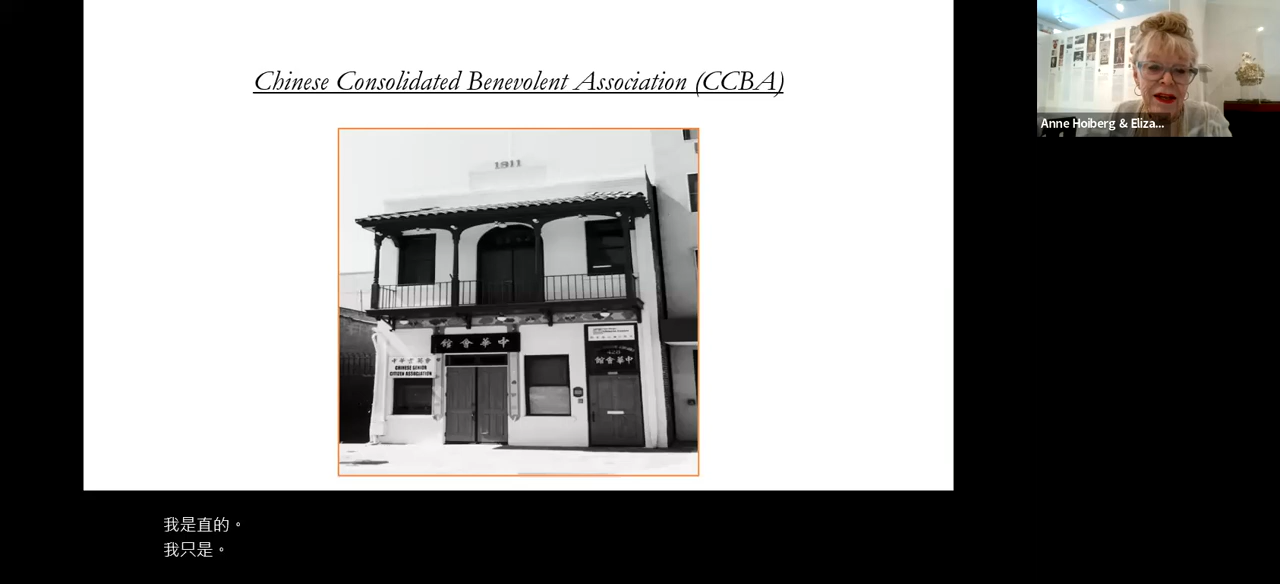 Chinese Consolidated Benevolent Association (CCBA)
1911
館會華中
CHINESE SENIOR
CITIZEN ASSOCIATION
館會華中
Anne Hoiberg & Eliza...
我是直的。
我只是。